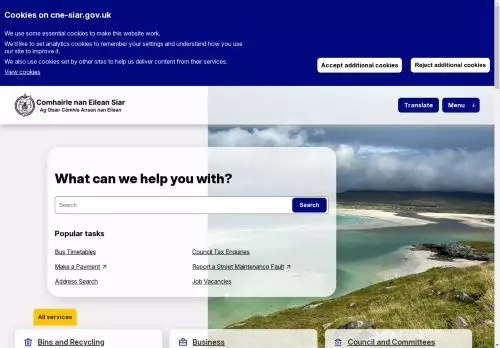 Cookies on cne-siar.gov.uk
We use some essential cookies to make this website work.
We'd like to set analytics cookies to remember your settings and understand how you use
our site to improve it.
We also use cookies set by other sites to help us deliver content from their services.
View cookies
Accept additional cookies
Reject additional cookies
Comhairle nan Eilean Siar
Ag Obair Còmhla Airson nan Eilean
Translate
Menu
What can we help you with?
Search
Search
Popular tasks
Bus Timetables
Council Tax Enquiries
Make a Payment
Report a Street Maintenance Fault
Address Search
Job Vacancies
All services
Bins and Recycling
Business
Council and Committees